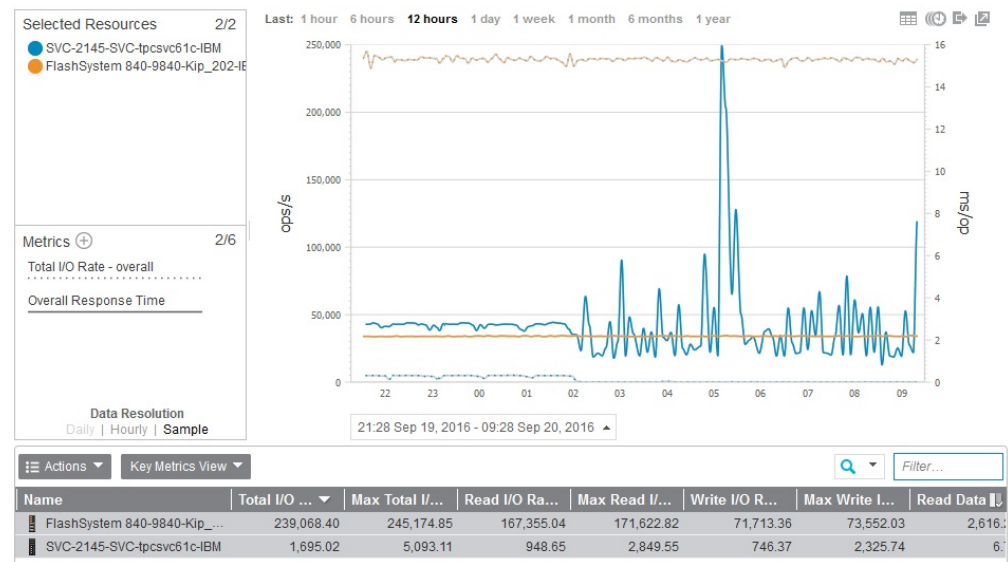 Selected Resources 2/2
SVC-2145-SVC-tpcsvc61c-IBM
FlashSystem 840-9840-Kip_202-IE
Metrics 2/6
Total I/O Rate - overall
Overall Response Time
Data Resolution
Daily | Hourly | Sample
Last: 1 hour 6 hours 12 hours 1 day 1 week 1 month 6 months 1 year
250,000
200,000
150,000
100,000
50,000
0
ops/s
16
14
12
10
8
6
4
2
0
ms/op
22 23 00 01 02 03 04 05 06 07 08 09
21:28 Sep 19, 2016 - 09:28 Sep 20, 2016
Actions Key Metrics View Filter...
Name Total I/O ... Max Total I/... Read I/O Ra... Max Read I/... Write I/O R... Max Write I... Read Data
FlashSystem 840-9840-Kip_... 239,068.40 245,174.85 167,355.04 171,622.82 71,713.36 73,552.03 2,616.
SVC-2145-SVC-tpcsvc61c-IBM 1,695.02 5,093.11 948.65 2,849.55 746.37 2,325.74 6.